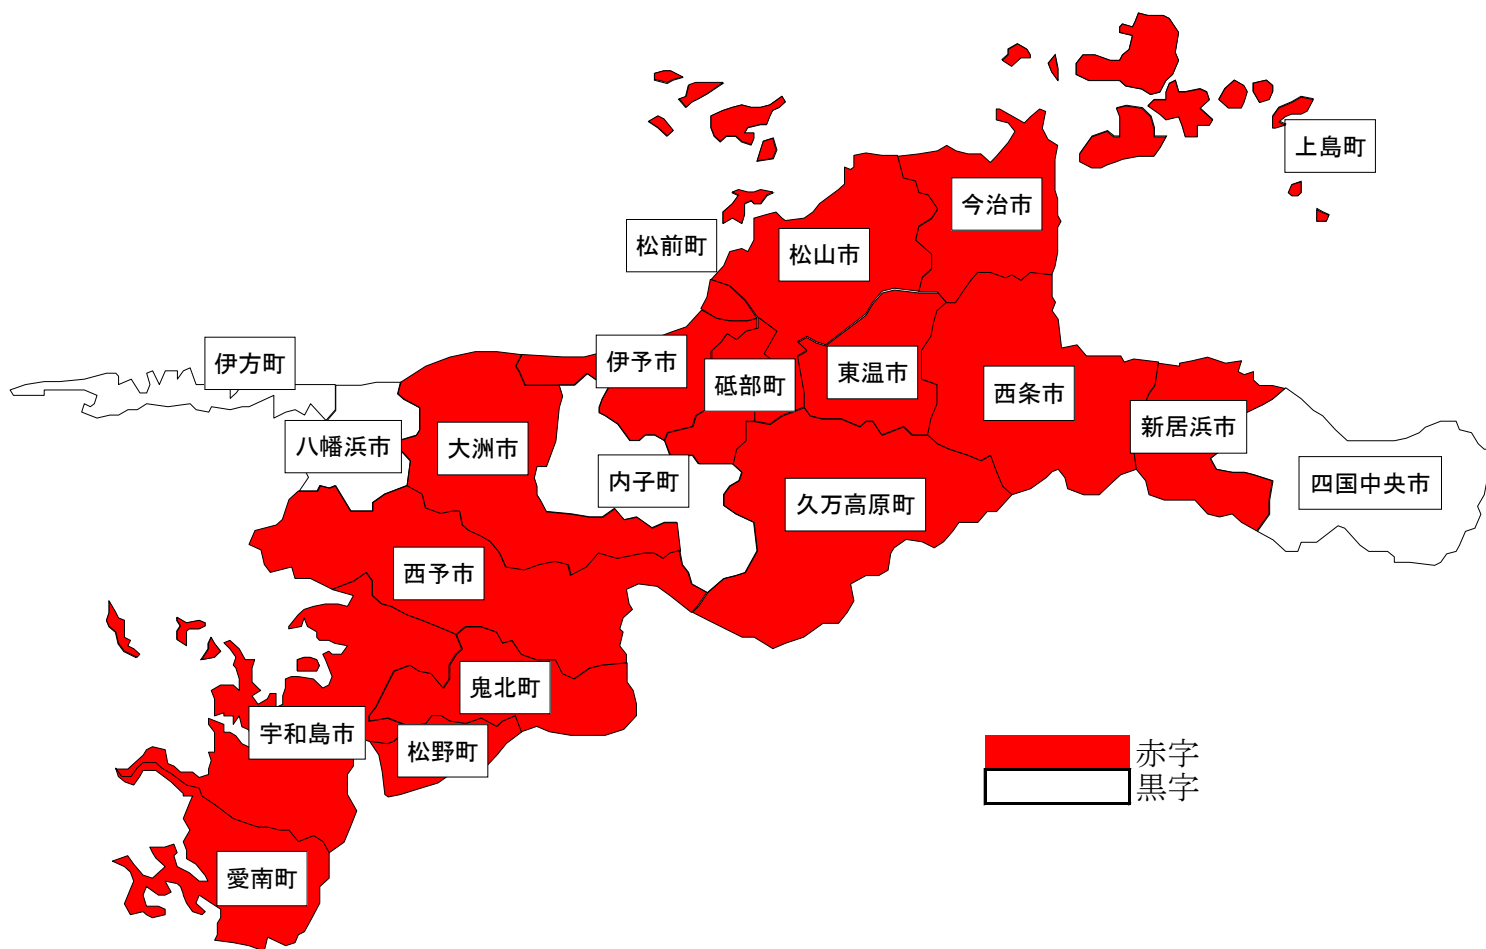 上島町
今治市
松前町
松山市
伊方町
伊予市
砥部町
東温市
西条市
新居浜市
八幡浜市
大洲市
内子町
久万高原町
四国中央市
西予市
鬼北町
宇和島市
松野町
赤字
黒字
愛南町